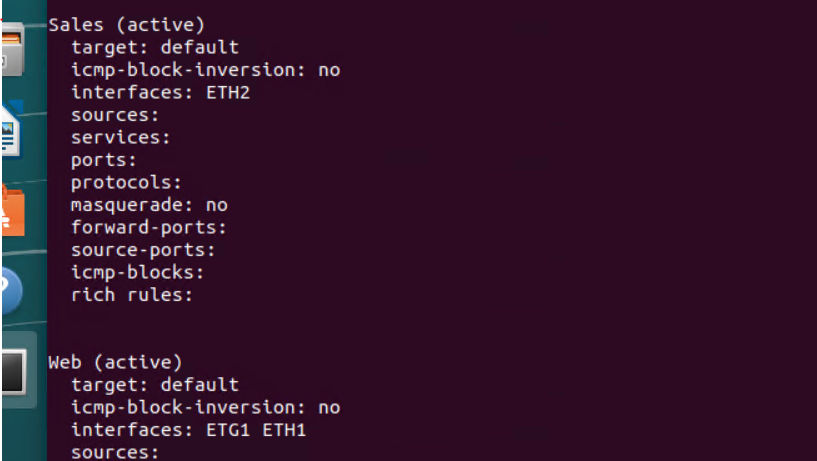 Sales (active)
target: default
icmp-block-inversion: no
interfaces: ETH2
sources:
services:
ports:
protocols:
masquerade: no
forward-ports:
source-ports:
icmp-blocks:
rich rules:
Web (active)
target: default
icmp-block-inversion: no
interfaces: ETG1 ETH1
sources: